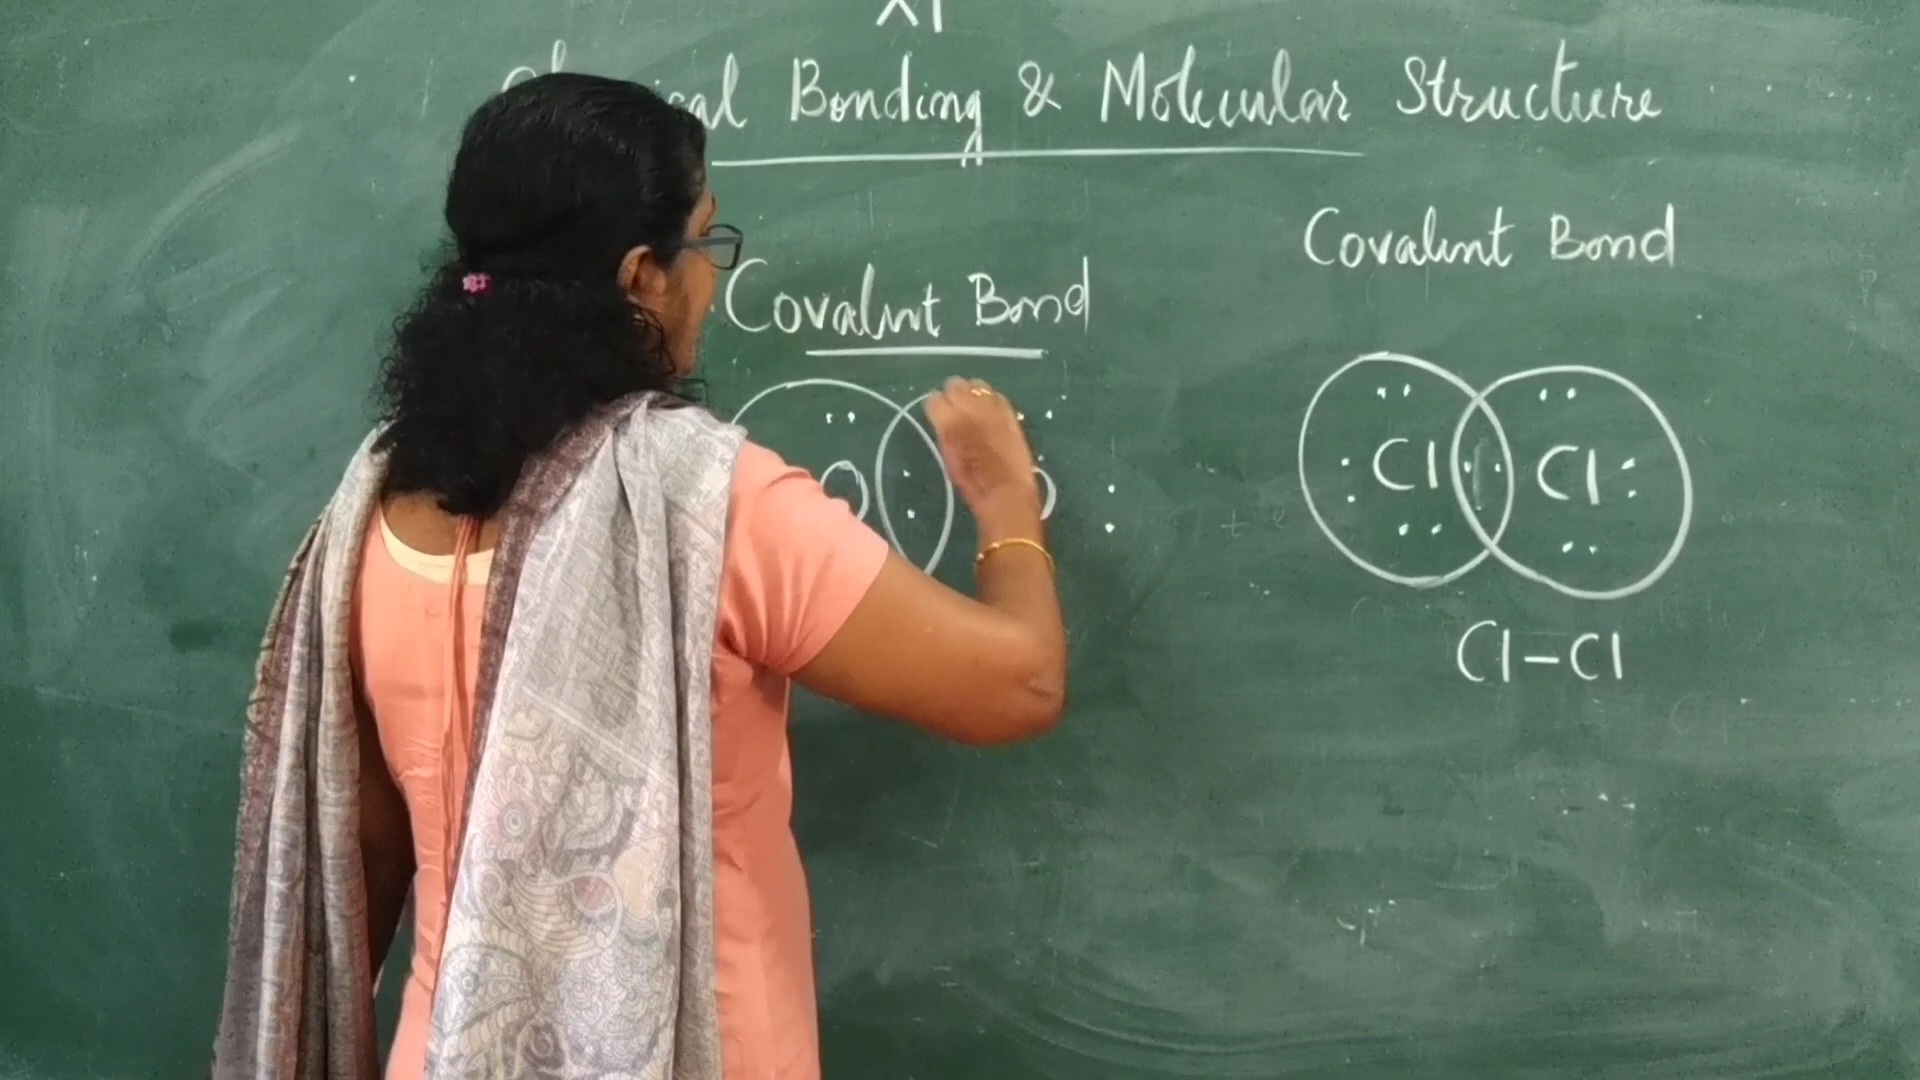 XI
Chemical Bonding & Molecular Structure
Covalent Bond
Covalent Bond
O O
Cl Cl
Cl-Cl